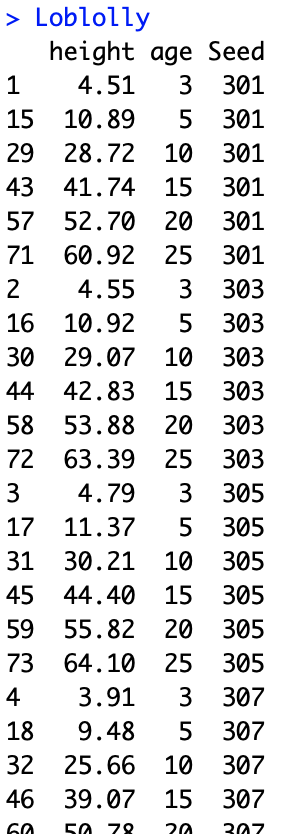 > Loblolly
height age Seed
1 4.51 3 301
15 10.89 5 301
29 28.72 10 301
43 41.74 15 301
57 52.70 20 301
71 60.92 25 301
2 4.55 3 303
16 10.92 5 303
30 29.07 10 303
44 42.83 15 303
58 53.88 20 303
72 63.39 25 303
3 4.79 3 305
17 11.37 5 305
31 30.21 10 305
45 44.40 15 305
59 55.82 20 305
73 64.10 25 305
4 3.91 3 307
18 9.48 5 307
32 25.66 10 307
46 39.07 15 307
60 50.78 20 307